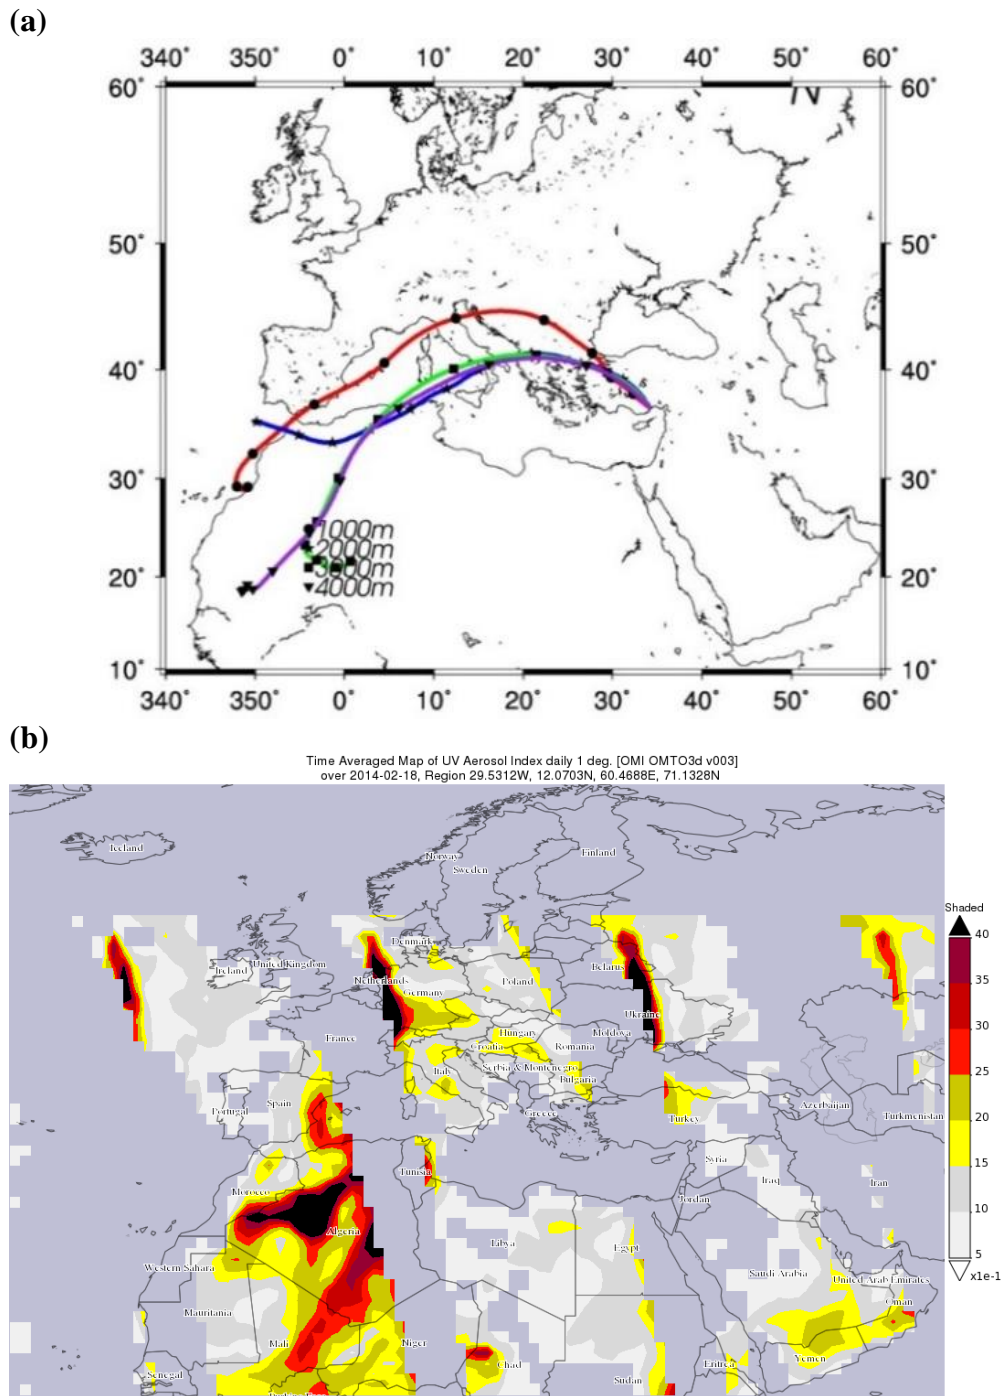 (a)
340° 350° 0° 10° 20° 30° 40° 50° 60°
60° 60°
50° 50°
40° 40°
30° 30°
1000m
2000m
3000m
20° 20°
4000m
10° 10°
340° 350° 0° 10° 20° 30° 40° 50° 60°
(b)
Time Averaged Map of UV Aerosol Index daily 1 deg. [OMI OMTO3d v003]
over 2014-02-18, Region 29.5312W, 12.0703N, 60.4688E, 71.1328N
Iceland
Norway
Finland
Sweden
Shaded
40
Denmark
Ireland
United Kingdom
Belarus
Netherlands
Poland
35
Germany
Ukraine
30
Hungary
Moldova
France
Croatia
Romania
Serbia & Montenegro
25
Italy
Bulgaria
Spain
Portugal
Greece
Turkey
Azerbaijan
Turkmenistan
20
Syria
15
Tunisia
Iraq
Iran
Morocco
Jordan
10
Algeria
Libya
Egypt
Western Sahara
Saudi Arabia
United Arab Emirates
5
x1e-1
Mauritania
Oman
Mali
Niger
Chad
Yemen
Senegal
Eritrea
Sudan